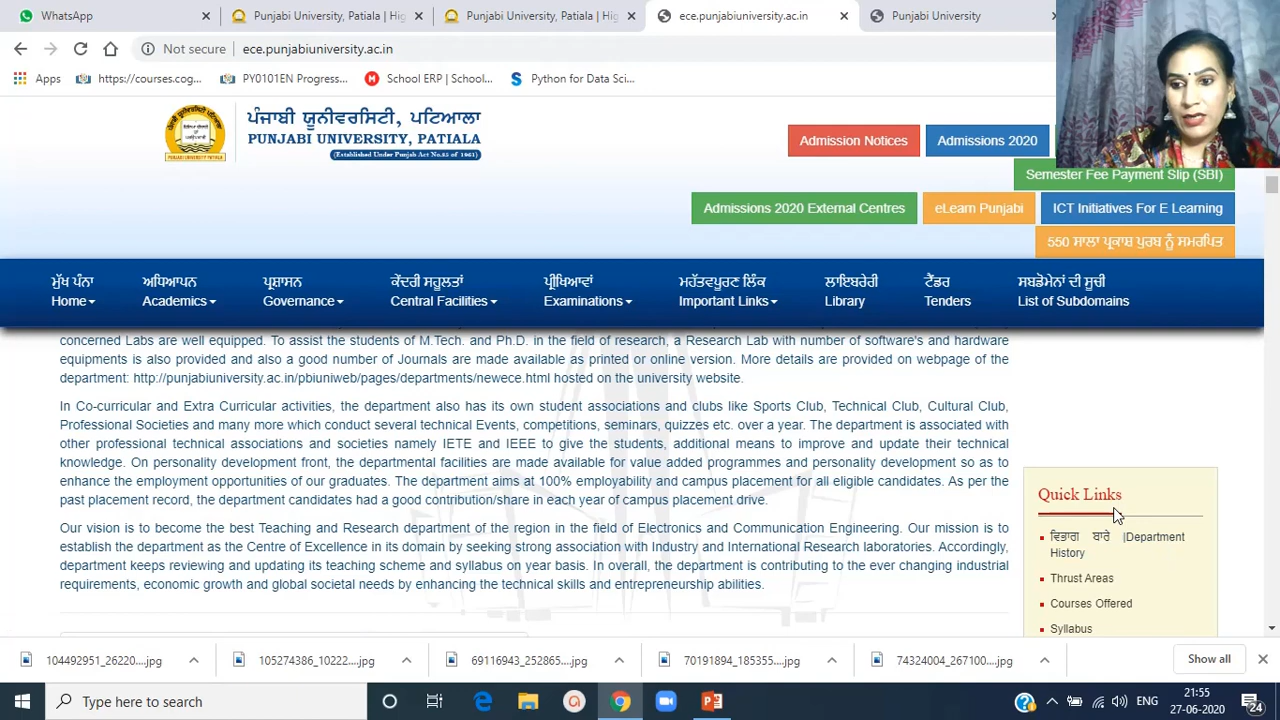 WhatsApp
Punjabi University, Patiala | Hig
Punjabi University, Patiala | Hig
ece.punjabiuniversity.ac.in
Punjabi University
Not secure
ece.punjabiuniversity.ac.in
Apps
https://courses.cog...
PY0101EN Progress...
School ERP | School...
Python for Data Sci...
ਪੰਜਾਬੀ ਯੂਨੀਵਰਸਿਟੀ, ਪਟਿਆਲਾ
PUNJABI UNIVERSITY, PATIALA
(Established Under Punjab Act No.35 of 1961)
PUNJABI UNIVERSITY PATIALA
Admission Notices
Admissions 2020
Semester Fee Payment Slip (SBI)
Admissions 2020 External Centres
eLearn Punjabi
ICT Initiatives For E Learning
550 ਸਾਲਾ ਪ੍ਰਕਾਸ਼ ਪੁਰਬ ਨੂੰ ਸਮਰਪਿਤ
ਮੁੱਖ ਪੰਨਾ
Home
ਅਧਿਆਪਨ
Academics
ਪ੍ਰਸ਼ਾਸਨ
Governance
ਕੇਂਦਰੀ ਸਹੂਲਤਾਂ
Central Facilities
ਪ੍ਰੀਖਿਆਵਾਂ
Examinations
ਮਹੱਤਵਪੂਰਣ ਲਿੰਕ
Important Links
ਲਾਇਬਰੇਰੀ
Library
ਟੈਂਡਰ
Tenders
ਸਬਡੋਮੇਨਾਂ ਦੀ ਸੂਚੀ
List of Subdomains
concerned Labs are well equipped. To assist the students of M.Tech. and Ph.D. in the field of research, a Research Lab with number of software's and hardware
equipments is also provided and also a good number of Journals are made available as printed or online version. More details are provided on webpage of the
department: http://punjabiuniversity.ac.in/pbiuniweb/pages/departments/newece.html hosted on the university website.
In Co-curricular and Extra Curricular activities, the department also has its own student associations and clubs like Sports Club, Technical Club, Cultural Club,
Professional Societies and many more which conduct several technical Events, competitions, seminars, quizzes etc. over a year. The department is associated with
other professional technical associations and societies namely IETE and IEEE to give the students, additional means to improve and update their technical
knowledge. On personality development front, the departmental facilities are made available for value added programmes and personality development so as to
enhance the employment opportunities of our graduates. The department aims at 100% employability and campus placement for all eligible candidates. As per the
past placement record, the department candidates had a good contribution/share in each year of campus placement drive.
Our vision is to become the best Teaching and Research department of the region in the field of Electronics and Communication Engineering. Our mission is to
establish the department as the Centre of Excellence in its domain by seeking strong association with Industry and International Research laboratories. Accordingly,
department keeps reviewing and updating its teaching scheme and syllabus on year basis. In overall, the department is contributing to the ever changing industrial
requirements, economic growth and global societal needs by enhancing the technical skills and entrepreneurship abilities.
Quick Links
ਵਿਭਾਗ ਬਾਰੇ |Department
History
Thrust Areas
Courses Offered
Syllabus
104492951_26220....jpg
105274386_10222....jpg
69116943_252865....jpg
70191894_185355....jpg
74324004_267100....jpg
Show all
Type here to search
ENG
21:55
27-06-2020
24